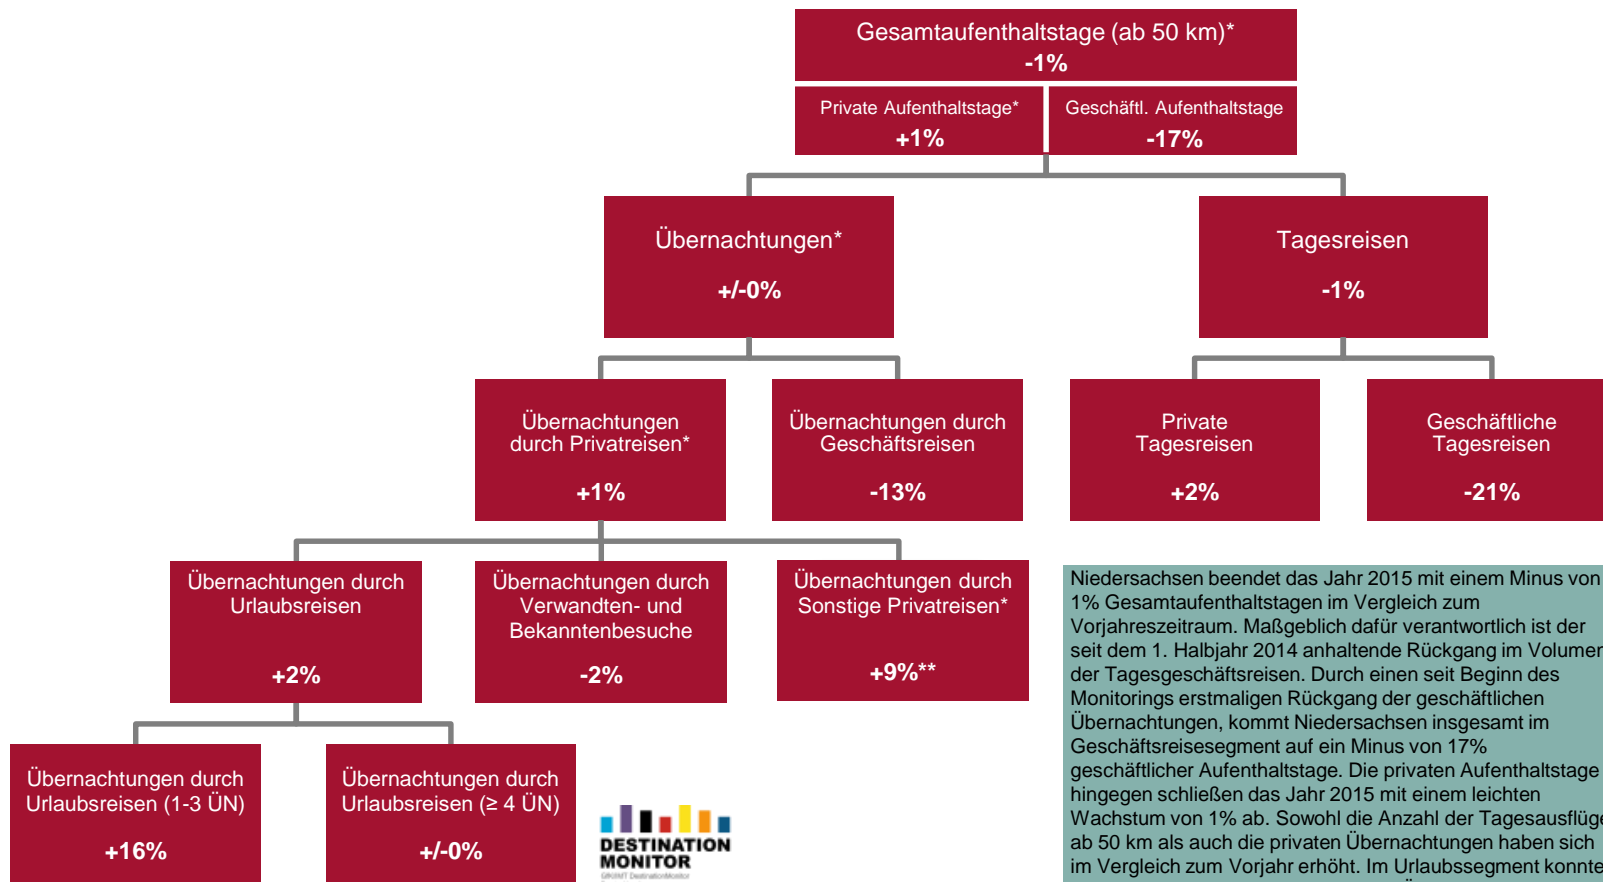 Gesamtaufenthaltstage (ab 50 km)*
-1%
Private Aufenthaltstage*
+1%
Geschäftl. Aufenthaltstage
-17%
Übernachtungen*
+/-0%
Tagesreisen
-1%
Übernachtungen
durch Privatreisen*
+1%
Übernachtungen durch
Geschäftsreisen
-13%
Private
Tagesreisen
+2%
Geschäftliche
Tagesreisen
-21%
Übernachtungen durch
Urlaubsreisen
+2%
Übernachtungen durch
Verwandten- und
Bekanntenbesuche
-2%
Übernachtungen durch
Sonstige Privatreisen*
+9%**
Übernachtungen durch
Urlaubsreisen (1-3 ÜN)
+16%
Übernachtungen durch
Urlaubsreisen (≥ 4 ÜN)
+/-0%
DESTINATION
MONITOR
Niedersachsen beendet das Jahr 2015 mit einem Minus von
1% Gesamtaufenthaltstagen im Vergleich zum
Vorjahreszeitraum. Maßgeblich dafür verantwortlich ist der
seit dem 1. Halbjahr 2014 anhaltende Rückgang im Volumen
der Tagesgeschäftsreisen. Durch einen seit Beginn des
Monitorings erstmaligen Rückgang der geschäftlichen
Übernachtungen, kommt Niedersachsen insgesamt im
Geschäftsreisesegment auf ein Minus von 17%
geschäftlicher Aufenthaltstage. Die privaten Aufenthaltstage
hingegen schließen das Jahr 2015 mit einem leichten
Wachstum von 1% ab. Sowohl die Anzahl der Tagesausflüge
ab 50 km als auch die privaten Übernachtungen haben sich
im Vergleich zum Vorjahr erhöht. Im Urlaubssegment konnte